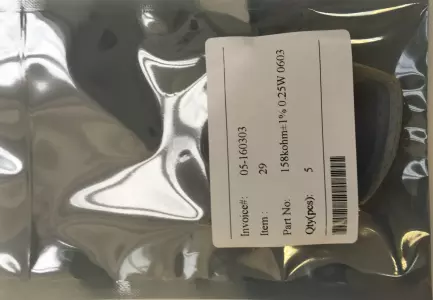 Invoice#: 05-160303
Item : 29
Part No: 158kohm±1% 0.25W 0603
Qty(pcs): 5